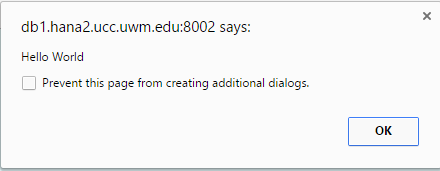 db1.hana2.ucc.uwm.edu:8002 says:
Hello World
Prevent this page from creating additional dialogs.
OK